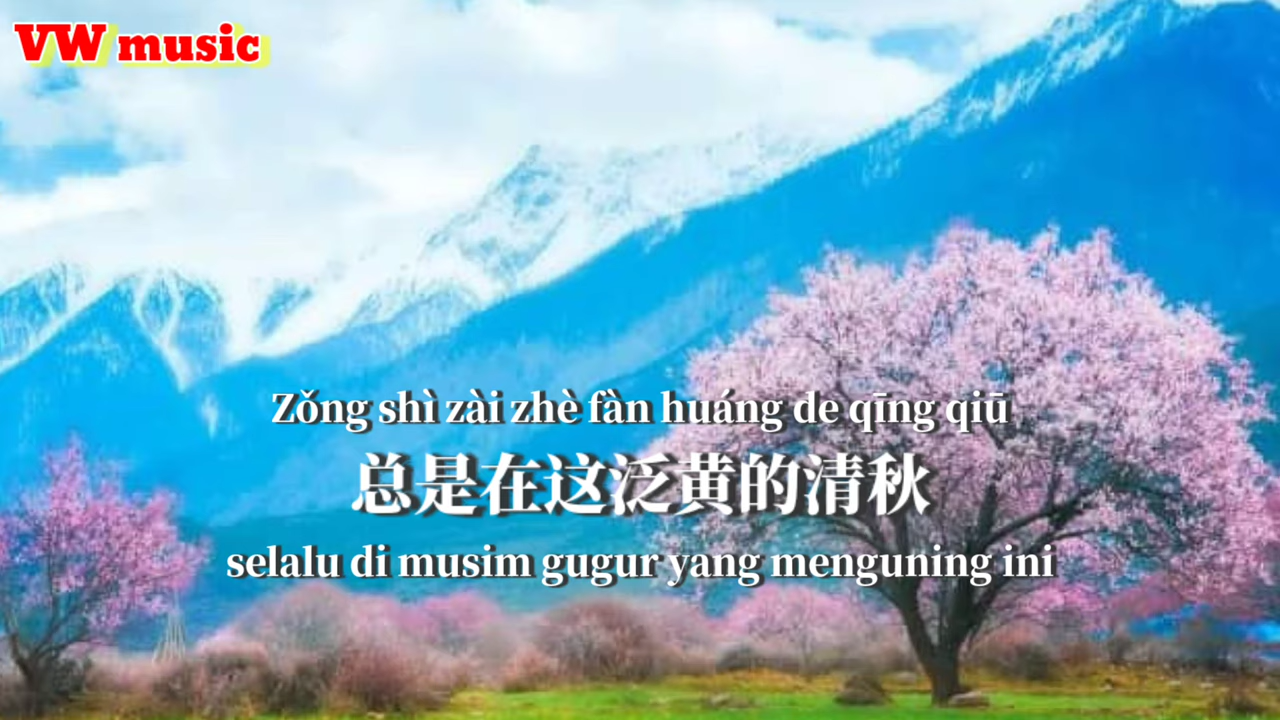 VW music
Zǒng shì zài zhè fàn huáng de qīng qiū
总是在这泛黄的清秋
selalu di musim gugur yang menguning ini